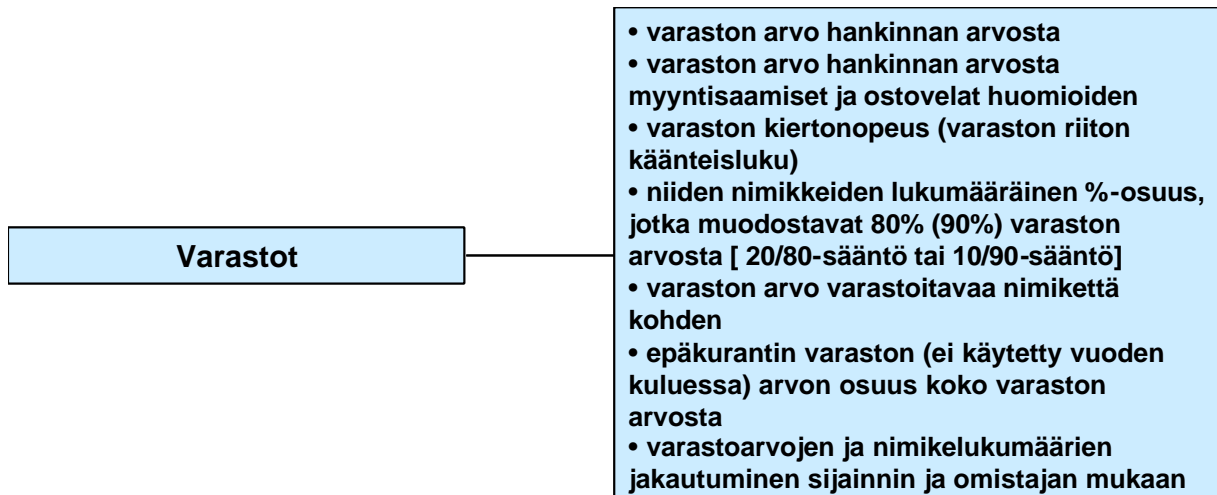 Varastot
• varaston arvo hankinnan arvosta
• varaston arvo hankinnan arvosta
myyntisaamiset ja ostovelat huomioiden
• varaston kiertonopeus (varaston riiton
käänteisluku)
• niiden nimikkeiden lukumääräinen %-osuus,
jotka muodostavat 80% (90%) varaston
arvosta [ 20/80-sääntö tai 10/90-sääntö]
• varaston arvo varastoitavaa nimikettä
kohden
• epäkurantin varaston (ei käytetty vuoden
kuluessa) arvon osuus koko varaston
arvosta
• varastoarvojen ja nimikelukumäärien
jakautuminen sijainnin ja omistajan mukaan